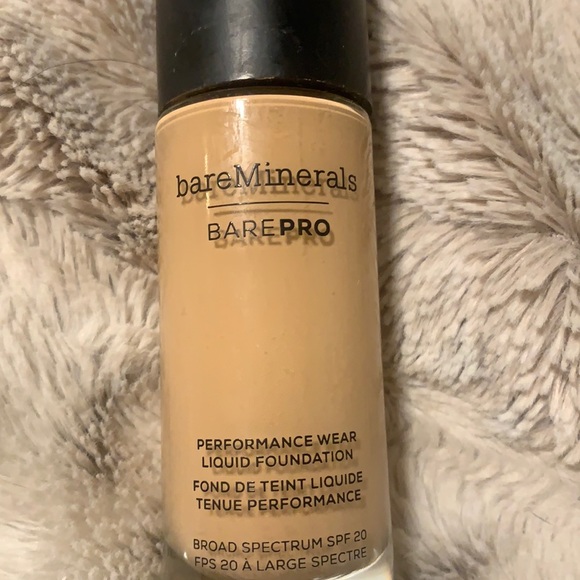 bareMinerals
BAREPRO
PERFORMANCE WEAR
LIQUID FOUNDATION
FOND DE TEINT LIQUIDE
TENUE PERFORMANCE
BROAD SPECTRUM SPF 20
FPS 20 À LARGE SPECTRE